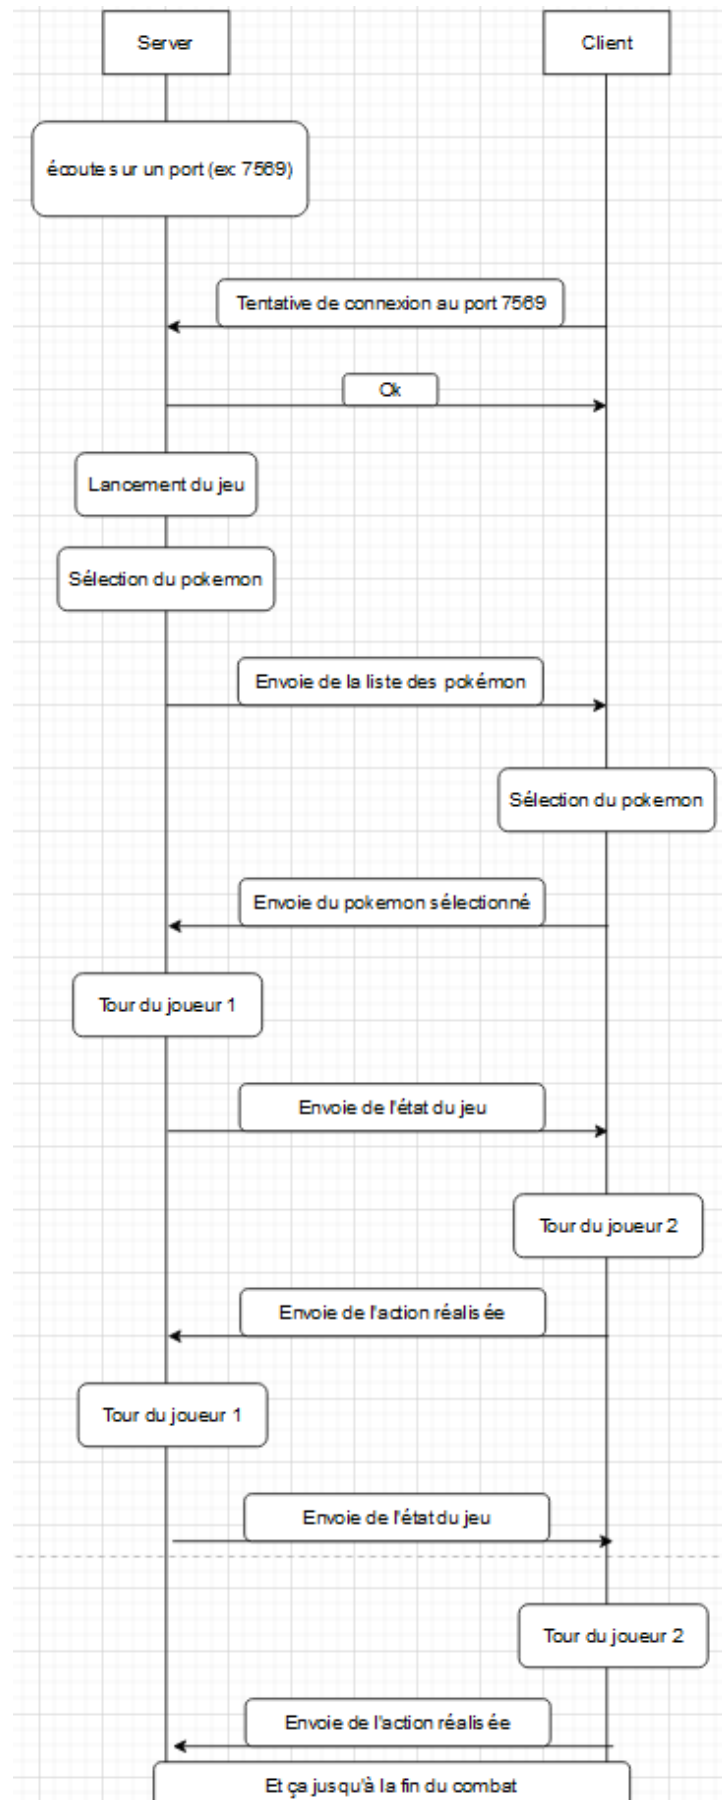 Server
Client
écoute sur un port (ex: 7569)
Tentative de connexion au port 7569
Ok
Lancement du jeu
Sélection du pokemon
Envoie de la liste des pokémon
Sélection du pokemon
Envoie du pokemon sélectionné
Tour du joueur 1
Envoie de l'état du jeu
Tour du joueur 2
Envoie de l'action réalisée
Tour du joueur 1
Envoie de l'état du jeu
Tour du joueur 2
Envoie de l'action réalisée
Et ça jusqu'à la fin du combat